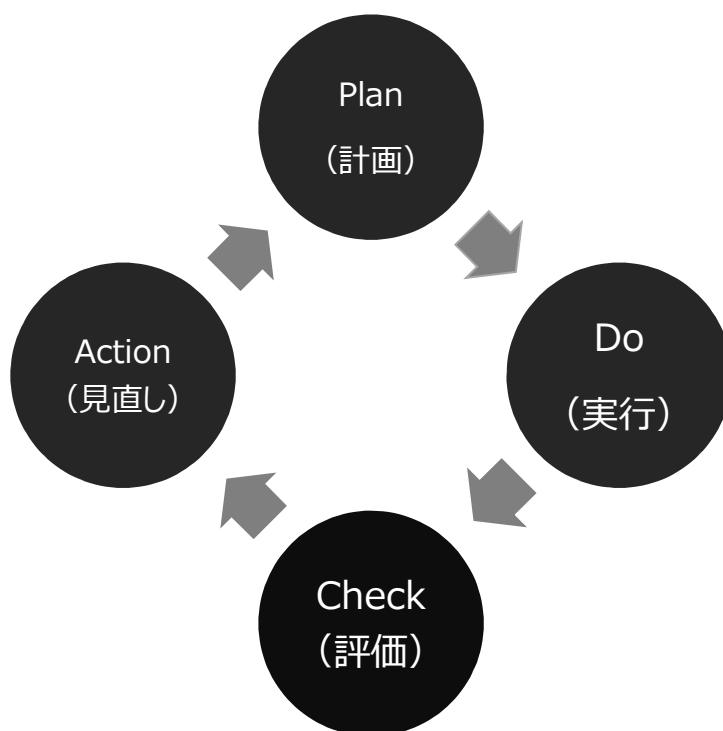 Plan
（計画）
Do
（実行）
Check
（評価）
Action
（見直し）